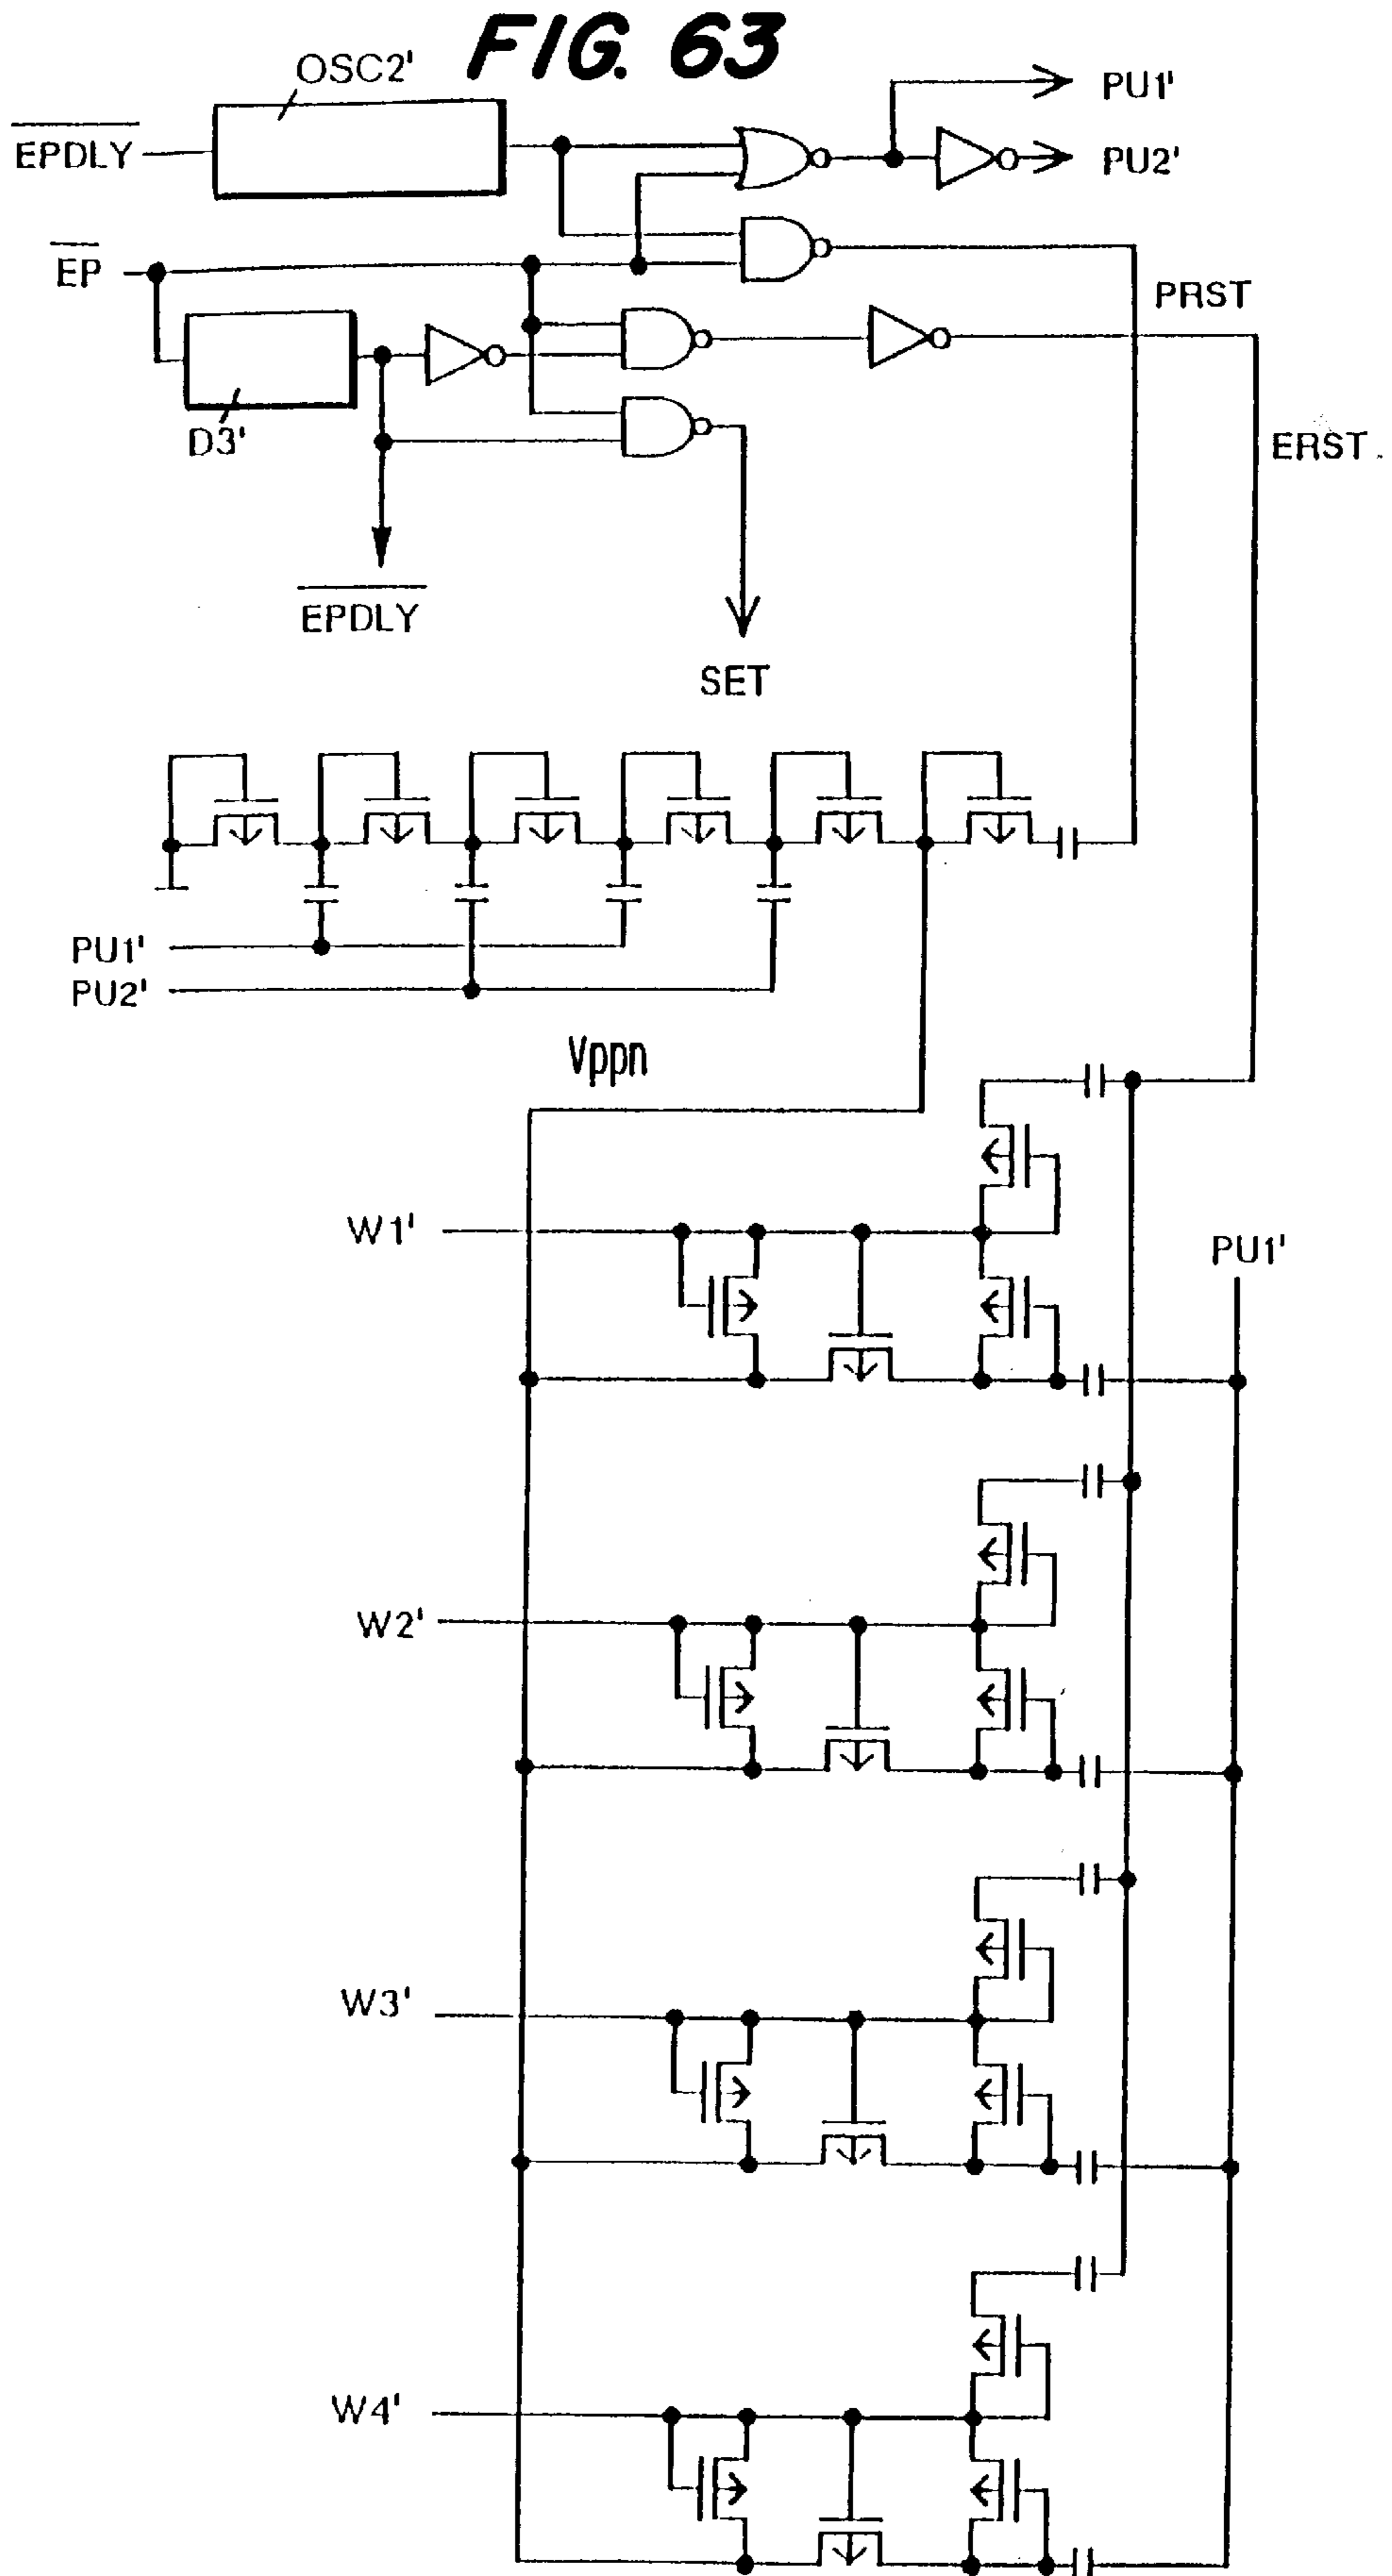 FIG. 63
OSC2'
PU1'
EPDLY
PU2'
EP
PRST
D3'
ERST
EPDLY
SET
PU1'
PU2'
Vppn
W1'
PU1'
W2'
W3'
W4'